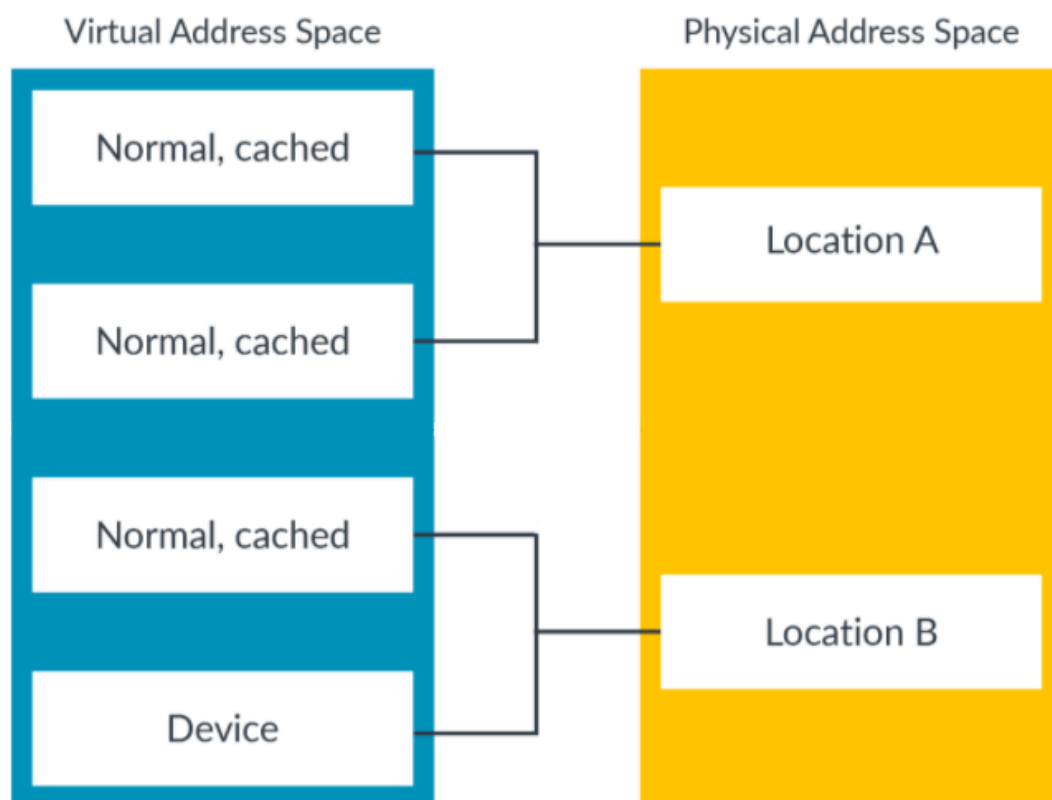 Virtual Address Space
Physical Address Space
Normal, cached
Location A
Normal, cached
Normal, cached
Location B
Device